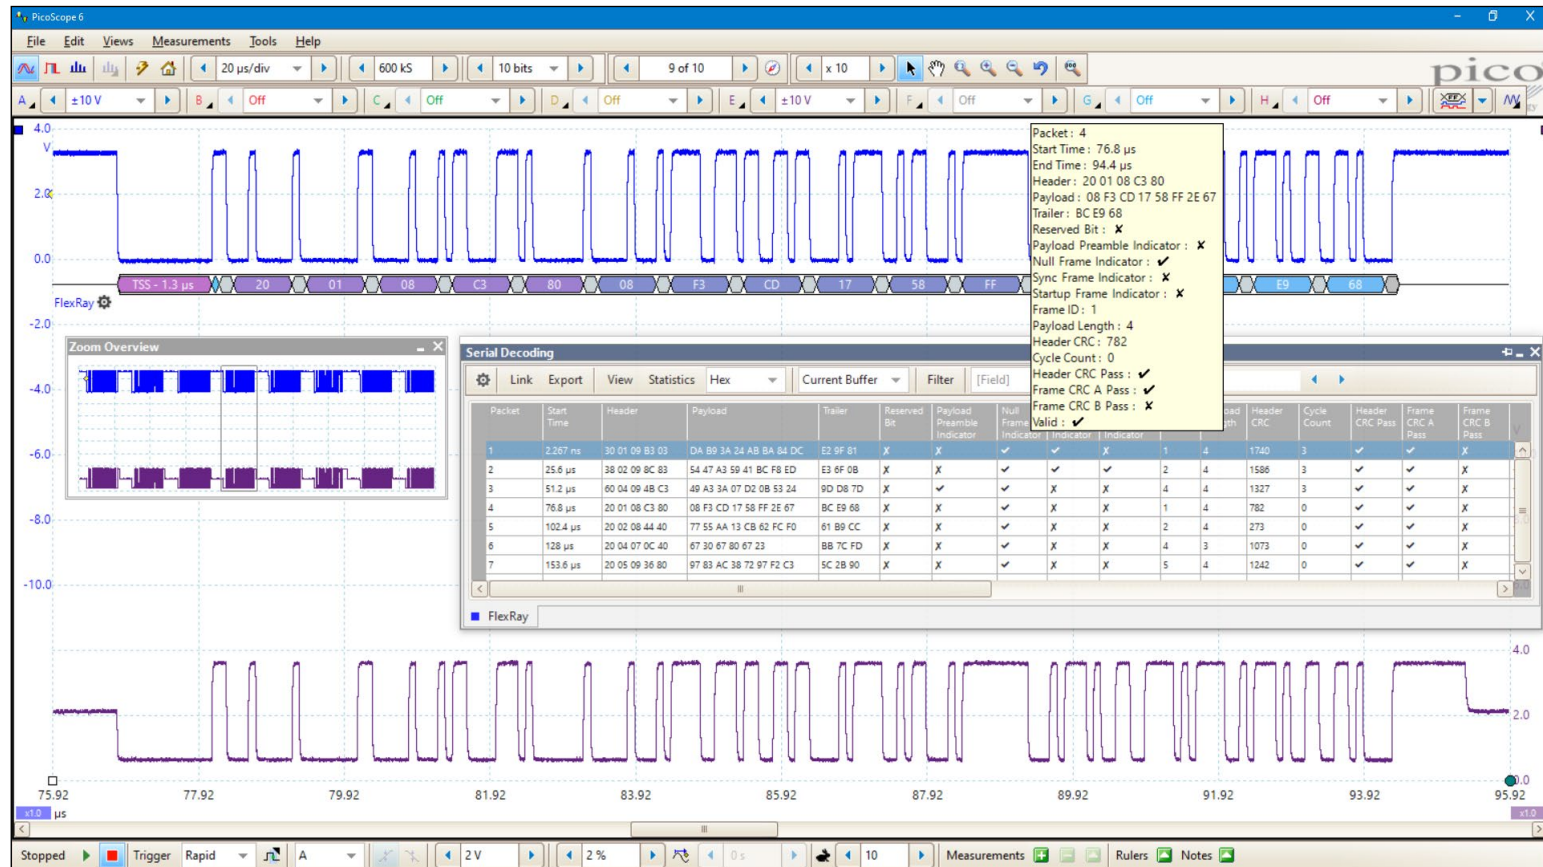 PicoScope 6
File Edit Views Measurements Tools Help
20 µs/div 600 kS 10 bits 9 of 10 x 10
pico
A ±10 V B Off C Off D Off E ±10 V F Off G Off H Off
4.0
V
2.0
0.0
TSS - 1.3 µs 20 01 08 C3 80 08 F3 CD 17 58 FF E9 68
FlexRay
-2.0
-4.0
-6.0
-8.0
-10.0
Packet : 4
Start Time : 76.8 µs
End Time : 94.4 µs
Header : 20 01 08 C3 80
Payload : 08 F3 CD 17 58 FF 2E 67
Trailer : BC E9 68
Reserved Bit : ✘
Payload Preamble Indicator : ✘
Null Frame Indicator : ✔
Sync Frame Indicator : ✘
Startup Frame Indicator : ✘
Frame ID : 1
Payload Length : 4
Header CRC : 782
Cycle Count : 0
Header CRC Pass : ✔
Frame CRC A Pass : ✔
Frame CRC B Pass : ✘
Valid : ✔
Zoom Overview
Serial Decoding
Link Export View Statistics Hex Current Buffer Filter [Field]
Packet Start Time Header Payload Trailer Reserved Bit Payload Preamble Indicator Null Frame Indicator Indicator Indicator Header CRC Cycle Count Header CRC Pass Frame CRC A Pass Frame CRC B Pass
1 2.267 ns 30 01 09 B3 03 DA B9 3A 24 AB BA 84 DC E2 9F 81 X X ✔ ✔ X 1 4 1740 3 ✔ ✔ X
2 25.6 µs 38 02 09 8C 83 54 47 A3 59 41 BC F8 ED E3 6F 0B X X ✔ ✔ ✔ 2 4 1586 3 ✔ ✔ X
3 51.2 µs 60 04 09 4B C3 49 A3 3A 07 D2 0B 53 24 9D D8 7D X ✔ ✔ X X 4 4 1327 3 ✔ ✔ X
4 76.8 µs 20 01 08 C3 80 08 F3 CD 17 58 FF 2E 67 BC E9 68 X X ✔ X X 1 4 782 0 ✔ ✔ X
5 102.4 µs 20 02 08 44 40 77 55 AA 13 CB 62 FC F0 61 B9 CC X X ✔ X X 2 4 273 0 ✔ ✔ X
6 128 µs 20 04 07 0C 40 67 30 67 80 67 23 BB 7C FD X X ✔ X X 4 3 1073 0 ✔ ✔ X
7 153.6 µs 20 05 09 36 80 97 83 AC 38 72 97 F2 C3 5C 2B 90 X X ✔ X X 5 4 1242 0 ✔ ✔ X
FlexRay
4.0
2.0
0.0
75.92 77.92 79.92 81.92 83.92 85.92 87.92 89.92 91.92 93.92 95.92
x1.0 µs x1.0
Stopped Trigger Rapid A 2 V 2 % 0 s 10 Measurements Rulers Notes